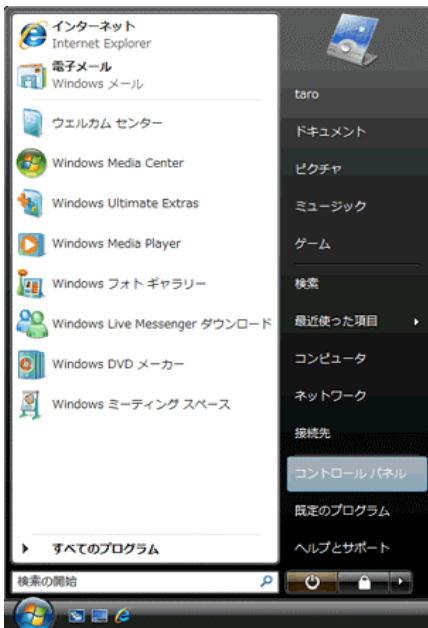 インターネット
Internet Explorer
電子メール
Windows メール
ウェルカム センター
Windows Media Center
Windows Ultimate Extras
Windows Media Player
Windows フォト ギャラリー
Windows Live Messenger ダウンロード
Windows DVD メーカー
Windows ミーティング スペース
すべてのプログラム
検索の開始
taro
ドキュメント
ピクチャ
ミュージック
ゲーム
検索
最近使った項目
コンピュータ
ネットワーク
接続先
コントロール パネル
既定のプログラム
ヘルプとサポート